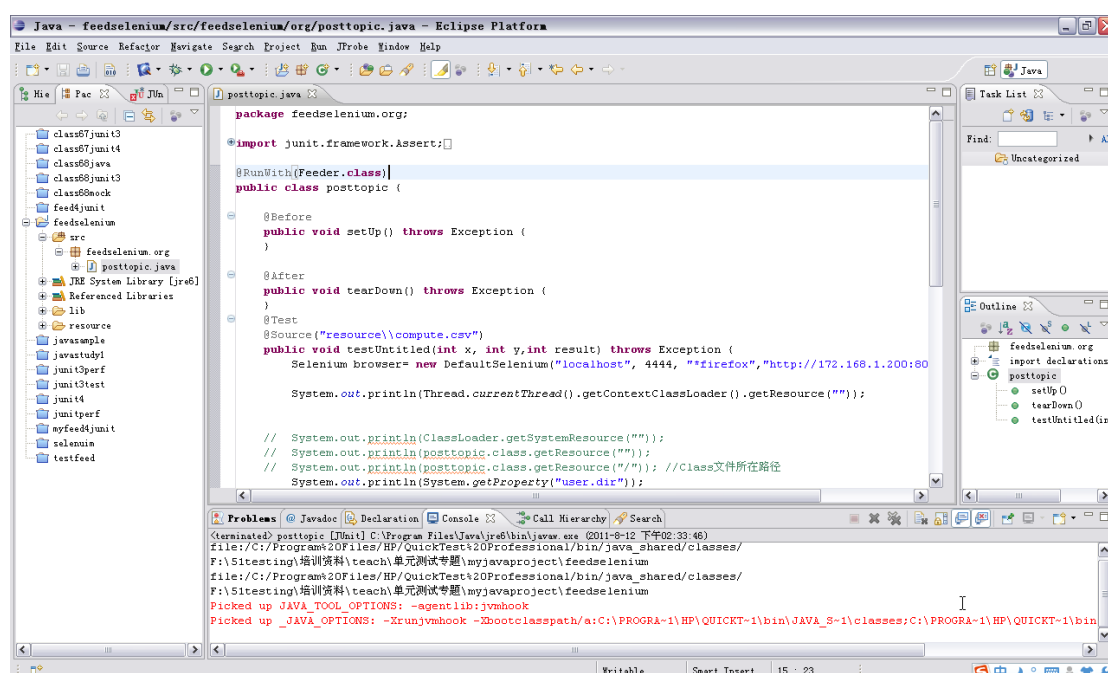 Java - feedselenium/src/feedselenium/org/posttopic.java - Eclipse Platform
File Edit Source Refactor Navigate Search Project Run JProbe Window Help
Java
Hie Pac JUn
class67junit3
class67junit4
class68java
class68junit3
class68mock
feed4junit
feedselenium
src
feedselenium.org
posttopic.java
JRE System Library [jre6]
Referenced Libraries
lib
resource
javasample
javastudy1
junit3perf
junit3test
junit4
junitperf
myfeed4junit
selenuim
testfeed
posttopic.java
package feedselenium.org;
import junit.framework.Assert;
@RunWith(Feeder.class)
public class posttopic {
@Before
public void setUp() throws Exception {
}
@After
public void tearDown() throws Exception {
}
@Test
@Source("resource\\compute.csv")
public void testUntitled(int x, int y,int result) throws Exception {
Selenium browser= new DefaultSelenium("localhost", 4444, "*firefox","http://172.168.1.200:80
System.out.println(Thread.currentThread().getContextClassLoader().getResource(""));
// System.out.println(ClassLoader.getSystemResource(""));
// System.out.println(posttopic.class.getResource(""));
// System.out.println(posttopic.class.getResource("/")); //Class文件所在路径
System.out.println(System.getProperty("user.dir"));
Task List
Find:
Uncategorized
Outline
feedselenium.org
import declarations
posttopic
setUp()
tearDown()
testUntitled(in
Problems @ Javadoc Declaration Console Call Hierarchy Search
<terminated> posttopic [JUnit] C:\Program Files\Java\jre6\bin\javaw.exe (2011-8-12 下午02:33:46)
file:/C:/Program%20Files/HP/QuickTest%20Professional/bin/java_shared/classes/
F:\51testing\培训资料\teach\单元测试专题\myjavaproject\feedselenium
file:/C:/Program%20Files/HP/QuickTest%20Professional/bin/java_shared/classes/
F:\51testing\培训资料\teach\单元测试专题\myjavaproject\feedselenium
Picked up JAVA_TOOL_OPTIONS: -agentlib:jvmhook
Picked up _JAVA_OPTIONS: -Xrunjvmhook -Xbootclasspath/a:C:\PROGRA~1\HP\QUICKT~1\bin\JAVA_S~1\classes;C:\PROGRA~1\HP\QUICKT~1\bin
Writable Smart Insert 15 : 23
中